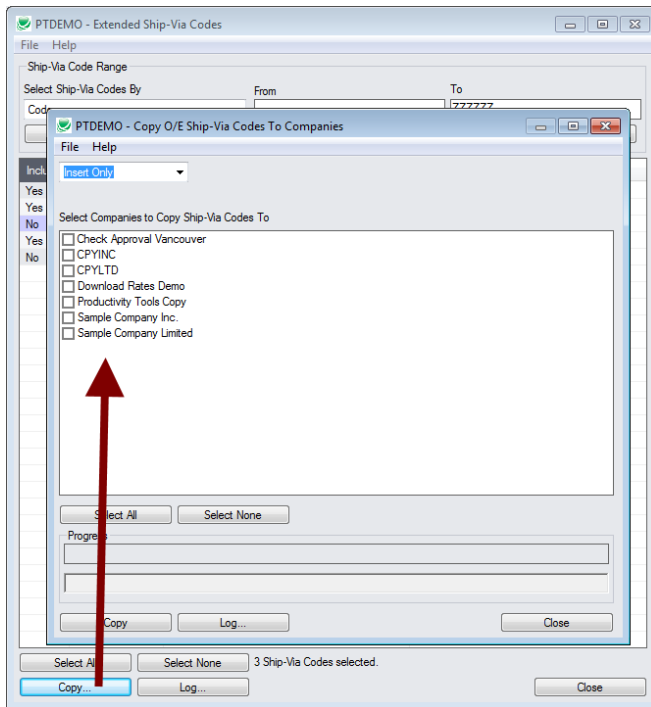 PTDEMO - Extended Ship-Via Codes
File Help
Ship-Via Code Range
Select Ship-Via Codes By From To
ZZZZZZ
PTDEMO - Copy O/E Ship-Via Codes To Companies
File Help
Insert Only
Select Companies to Copy Ship-Via Codes To
Yes
Yes
No
Yes
No
Check Approval Vancouver
CPYINC
CPYLTD
Download Rates Demo
Productivity Tools Copy
Sample Company Inc.
Sample Company Limited
Select All Select None
Progress
Copy Log... Close
Select All Select None 3 Ship-Via Codes selected.
Copy... Log... Close